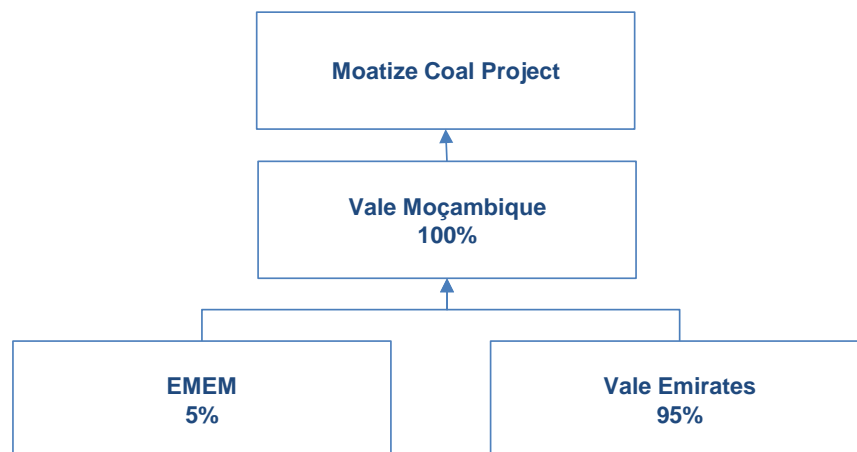 Moatize Coal Project
Vale Moçambique
100%
EMEM
5%
Vale Emirates
95%